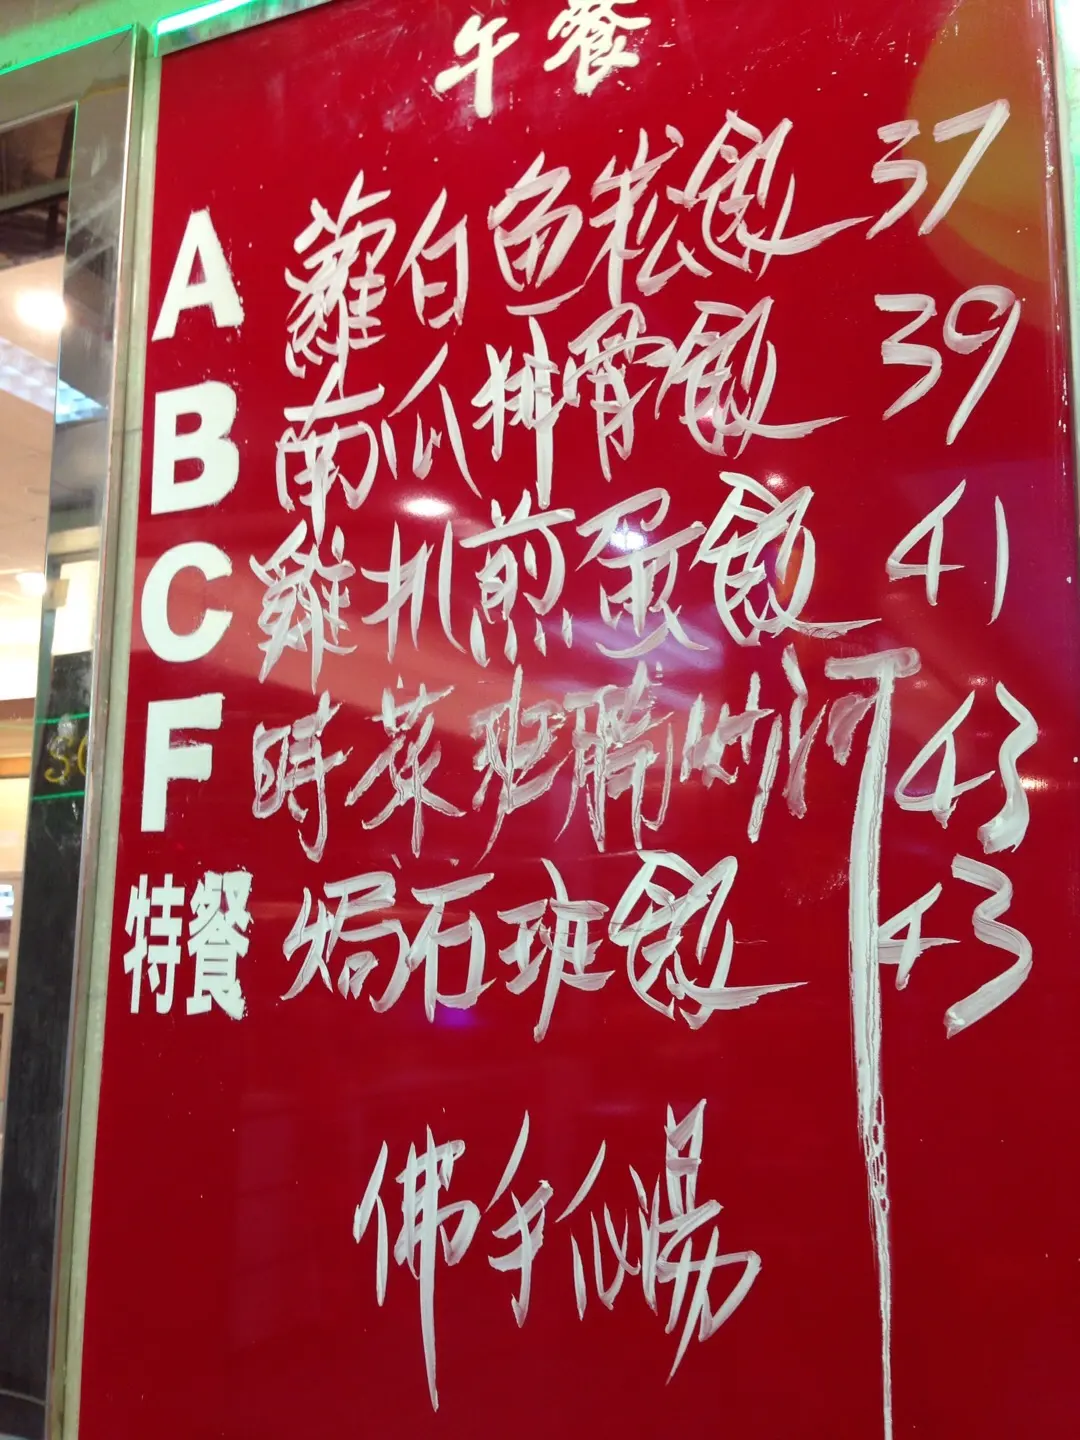 午餐
A 蘿白魚松飯 37
B 南瓜排骨飯 39
C 雞扒煎蛋飯 41
F 時菜班腩炒河 43
特餐 焗石班飯 43
佛手瓜湯